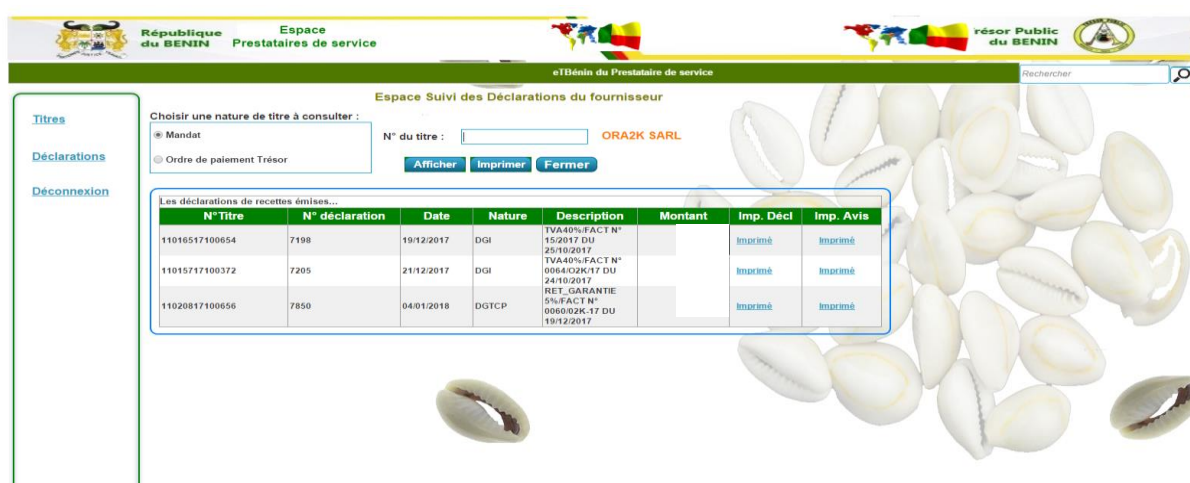 République
du BENIN
Espace
Prestataires de service
résor Public
du BENIN
eTBénin du Prestataire de service
Rechercher
Espace Suivi des Déclarations du fournisseur
Titres
Déclarations
Déconnexion
Choisir une nature de titre à consulter :
Mandat
Ordre de paiement Trésor
N° du titre :
ORA2K SARL
Afficher Imprimer Fermer
Les déclarations de recettes émises...
N°Titre N° déclaration Date Nature Description Montant Imp. Décl Imp. Avis
11016517100654 7198 19/12/2017 DGI TVA40%/FACT N° 15/2017 DU 25/10/2017 Imprimé Imprimé
11015717100372 7205 21/12/2017 DGI TVA40%/FACT N° 0064/O2K/17 DU 24/10/2017 Imprimé Imprimé
11020817100656 7850 04/01/2018 DGTCP RET_GARANTIE 5%/FACT N° 0060/02K-17 DU 19/12/2017 Imprimé Imprimé